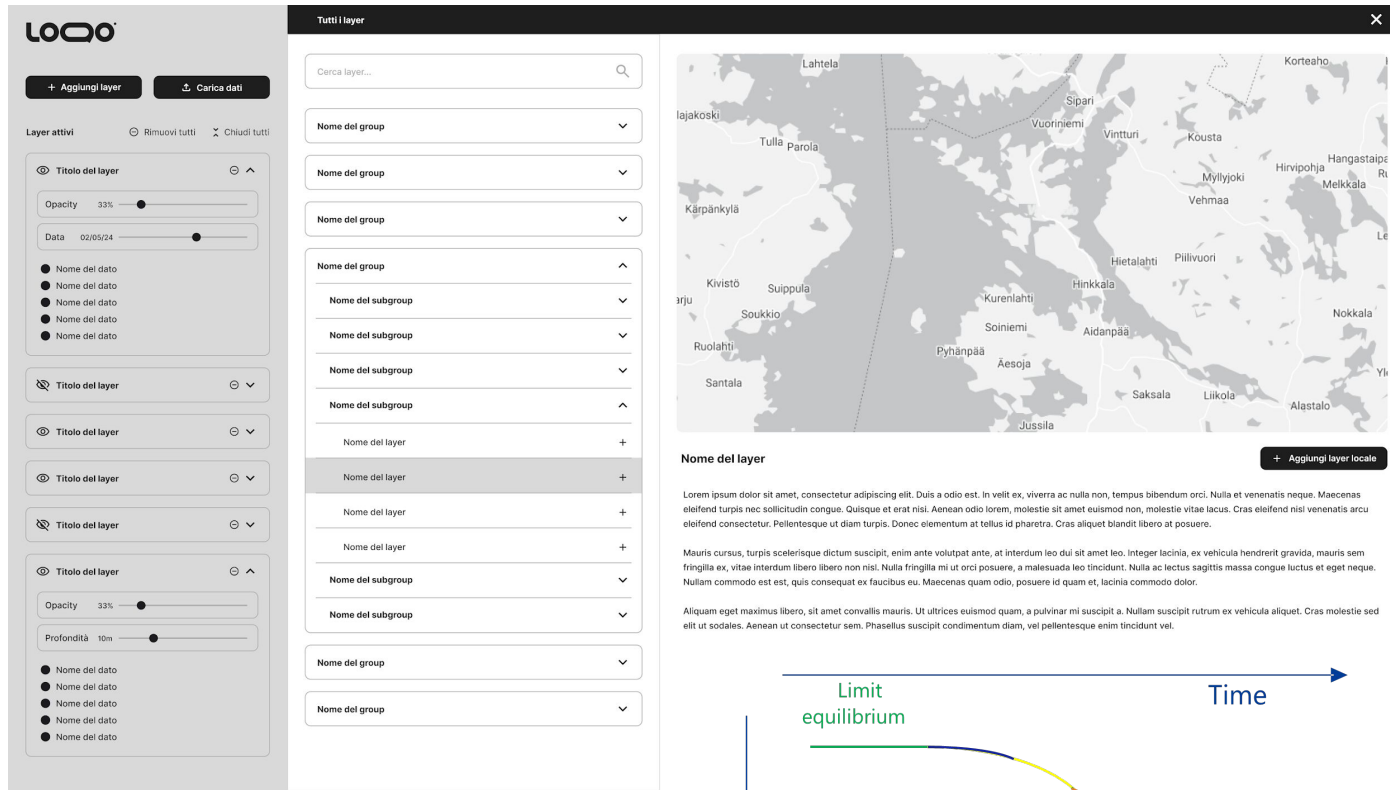 LOQO
+ Aggiungi layer
Carica dati
Layer attivi
Rimuovi tutti
Chiudi tutti
Titolo del layer
Opacity 33%
Data 02/05/24
Nome del dato
Nome del dato
Nome del dato
Nome del dato
Nome del dato
Titolo del layer
Titolo del layer
Titolo del layer
Titolo del layer
Titolo del layer
Opacity 33%
Profondità 10m
Nome del dato
Nome del dato
Nome del dato
Nome del dato
Nome del dato
Tutti i layer
Cerca layer...
Nome del group
Nome del group
Nome del group
Nome del group
Nome del subgroup
Nome del subgroup
Nome del subgroup
Nome del subgroup
Nome del layer +
Nome del layer +
Nome del layer +
Nome del layer +
Nome del subgroup
Nome del subgroup
Nome del group
Nome del group
Lahtela
Korteaho
Sipari
lajakoski
Vuoriniemi
Vintturi
Kousta
Tulla
Parola
Hangastaipa
Hirvipohja
Ru
Myllyjoki
Melkkala
Vehmaa
Kärpänkylä
Le
Hietalahti
Piilivuori
Kivistö
Suippula
Hinkkala
arju
Kurenlahti
Soukkio
Nokkala
Soiniemi
Aidanpää
Ruolahti
Pyhänpää
Äesoja
Yl
Santala
Saksala
Liikola
Alastalo
Jussila
Nome del layer
+ Aggiungi layer locale
Lorem ipsum dolor sit amet, consectetur adipiscing elit. Duis a odio est. In velit ex, viverra ac nulla non, tempus bibendum orci. Nulla et venenatis neque. Maecenas
eleifend turpis nec sollicitudin congue. Quisque et erat nisi. Aenean odio lorem, molestie sit amet euismod non, molestie vitae lacus. Cras eleifend nisl venenatis arcu
eleifend consectetur. Pellentesque ut diam turpis. Donec elementum at tellus id pharetra. Cras aliquet blandit libero at posuere.
Mauris cursus, turpis scelerisque dictum suscipit, enim ante volutpat ante, at interdum leo dui sit amet leo. Integer lacinia, ex vehicula hendrerit gravida, mauris sem
fringilla ex, vitae interdum libero libero non nisl. Nulla fringilla mi ut orci posuere, a malesuada leo tincidunt. Nulla ac lectus sagittis massa congue luctus et eget neque.
Nullam commodo est est, quis consequat ex faucibus eu. Maecenas quam odio, posuere id quam et, lacinia commodo dolor.
Aliquam eget maximus libero, sit amet convallis mauris. Ut ultrices euismod quam, a pulvinar mi suscipit a. Nullam suscipit rutrum ex vehicula aliquet. Cras molestie sed
elit ut sodales. Aenean ut consectetur sem. Phasellus suscipit condimentum diam, vel pellentesque enim tincidunt vel.
Limit
equilibrium
Time